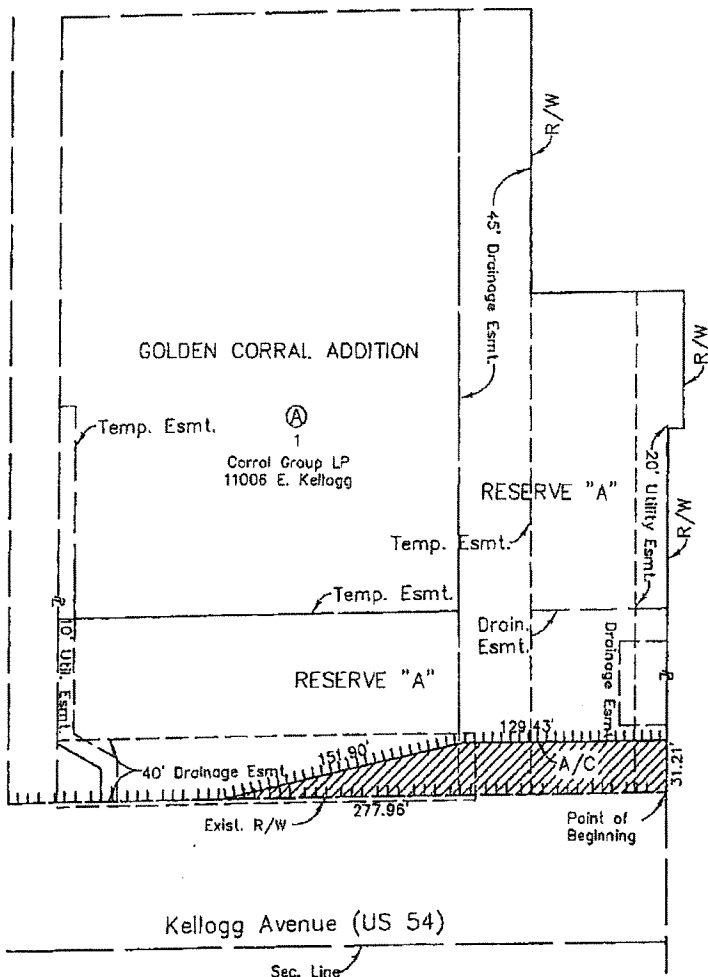 R/W
45' Drainage Esmt.
GOLDEN CORRAL ADDITION
R/W
Temp. Esmt.
A
1
Corral Group LP
11006 E. Kellogg
RESERVE "A"
20' Utility Esmt.
R/W
Temp. Esmt.
Temp. Esmt.
Drain.
Esmt.
Drainage Esmt.
10' Util. Esmt.
RESERVE "A"
129.43'
151.90'
A/C
31.21'
40' Drainage Esmt.
277.96'
Exist. R/W
Point of
Beginning
Kellogg Avenue (US 54)
Sec. Line